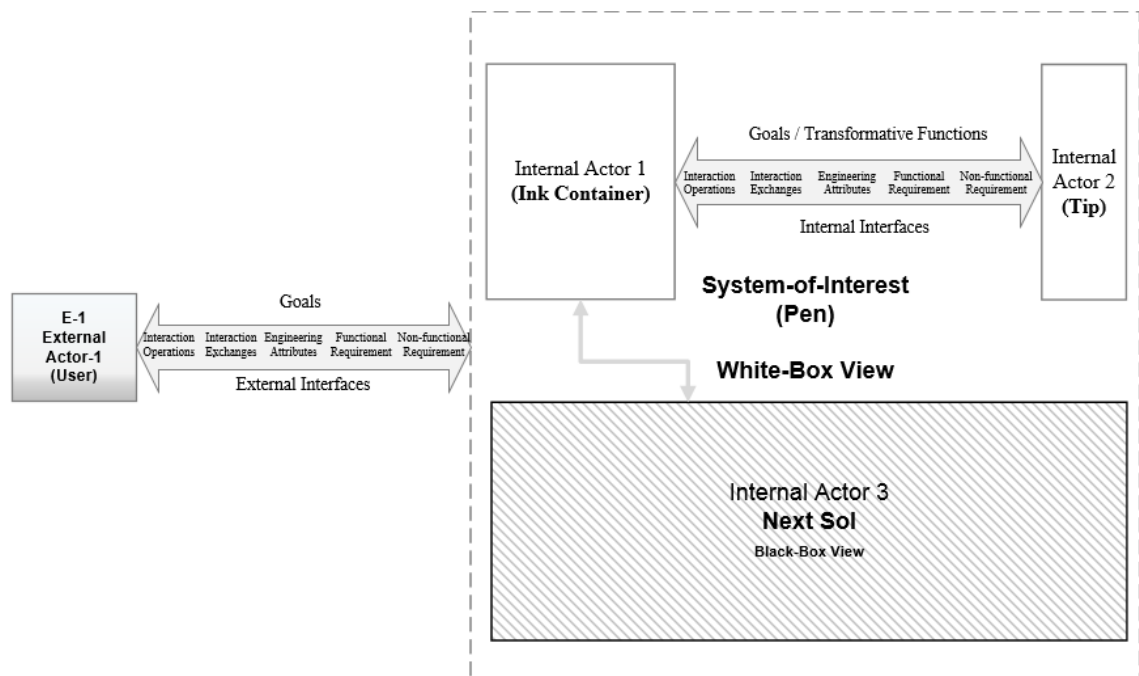 Internal Actor 1
(Ink Container)
Goals / Transformative Functions
Interaction Operations
Interaction Exchanges
Engineering Attributes
Functional Requirement
Non-functional Requirement
Internal Interfaces
Internal
Actor 2
(Tip)
System-of-Interest
(Pen)
E-1
External
Actor-1
(User)
Goals
Interaction Operations
Interaction Exchanges
Engineering Attributes
Functional Requirement
Non-functional Requirement
External Interfaces
White-Box View
Internal Actor 3
Next SoI
Black-Box View